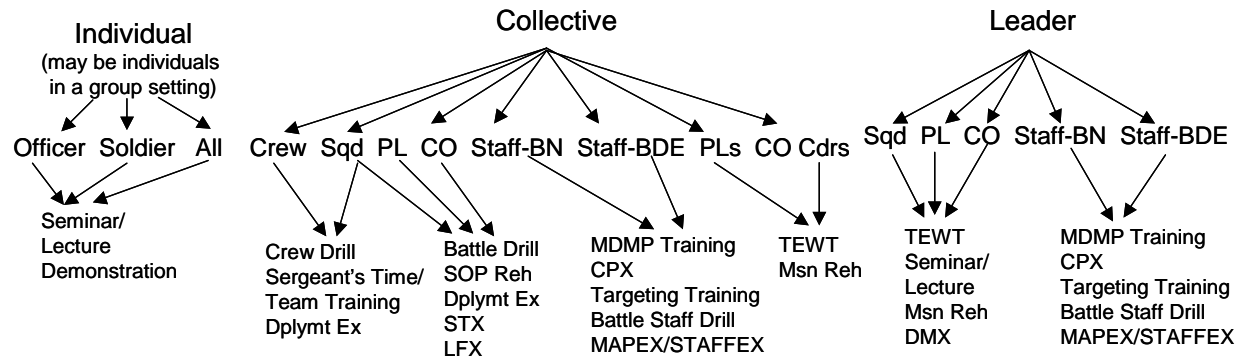 Individual
(may be individuals
in a group setting)
Officer Soldier All
Seminar/
Lecture
Demonstration
Collective
Crew Sqd PL CO Staff-BN Staff-BDE PLs CO Cdrs
Crew Drill
Sergeant's Time/
Team Training
Dplymt Ex
Battle Drill
SOP Reh
Dplymt Ex
STX
LFX
MDMP Training
CPX
Targeting Training
Battle Staff Drill
MAPEX/STAFFEX
TEWT
Msn Reh
Leader
Sqd PL CO Staff-BN Staff-BDE
TEWT
Seminar/
Lecture
Msn Reh
DMX
MDMP Training
CPX
Targeting Training
Battle Staff Drill
MAPEX/STAFFEX